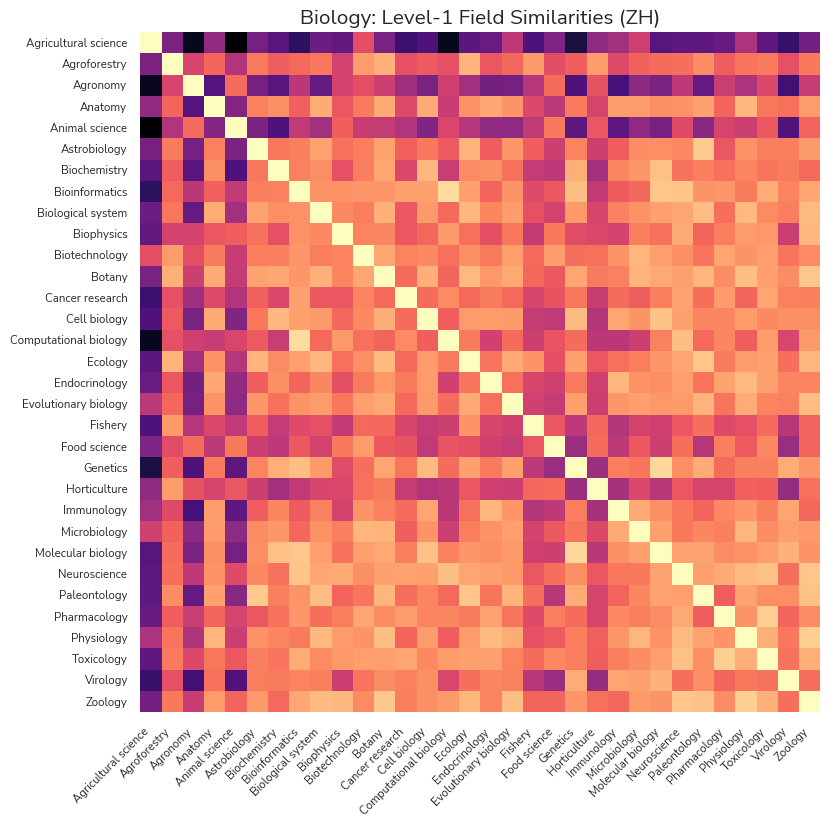 Biology: Level-1 Field Similarities (ZH)
Agricultural science
Agroforestry
Agronomy
Anatomy
Animal science
Astrobiology
Biochemistry
Bioinformatics
Biological system
Biophysics
Biotechnology
Botany
Cancer research
Cell biology
Computational biology
Ecology
Endocrinology
Evolutionary biology
Fishery
Food science
Genetics
Horticulture
Immunology
Microbiology
Molecular biology
Neuroscience
Paleontology
Pharmacology
Physiology
Toxicology
Virology
Zoology
Agricultural science
Agroforestry
Agronomy
Anatomy
Animal science
Astrobiology
Biochemistry
Bioinformatics
Biological system
Biophysics
Biotechnology
Botany
Cancer research
Cell biology
Computational biology
Ecology
Endocrinology
Evolutionary biology
Fishery
Food science
Genetics
Horticulture
Immunology
Microbiology
Molecular biology
Neuroscience
Paleontology
Pharmacology
Physiology
Toxicology
Virology
Zoology